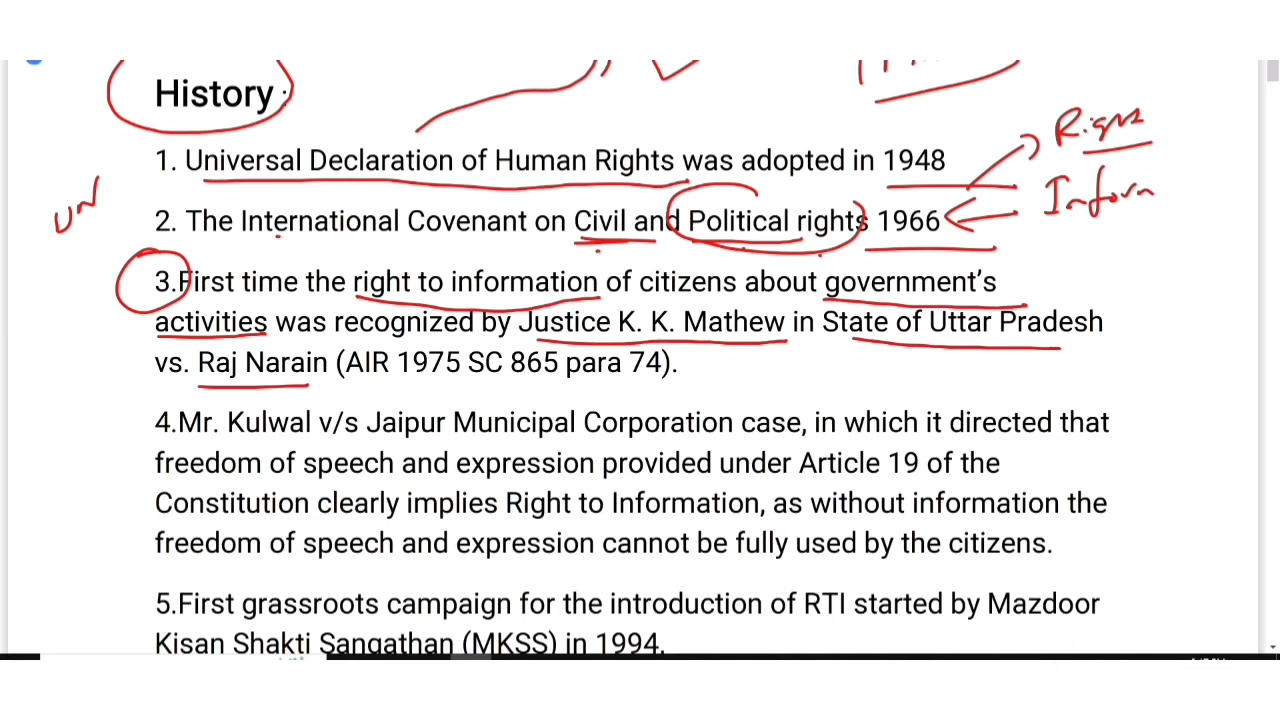 History:
1. Universal Declaration of Human Rights was adopted in 1948
Right
UN
2. The International Covenant on Civil and Political rights 1966
Inform
3.First time the right to information of citizens about government's
activities was recognized by Justice K. K. Mathew in State of Uttar Pradesh
vs. Raj Narain (AIR 1975 SC 865 para 74).
4.Mr. Kulwal v/s Jaipur Municipal Corporation case, in which it directed that
freedom of speech and expression provided under Article 19 of the
Constitution clearly implies Right to Information, as without information the
freedom of speech and expression cannot be fully used by the citizens.
5.First grassroots campaign for the introduction of RTI started by Mazdoor
Kisan Shakti Sangathan (MKSS) in 1994.